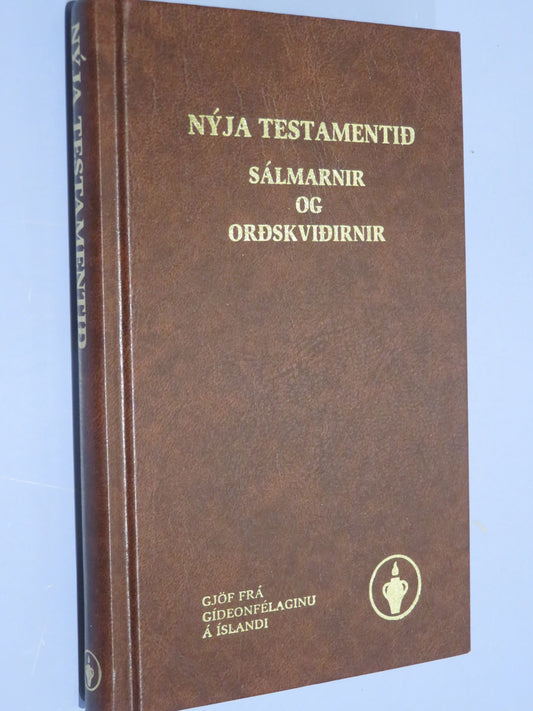 NÝJA TESTAMENTIÐ
NÝJA TESTAMENTIÐ
SÁLMARNIR
OG
ORÐSKVIÐIRNIR
GJÖF FRÁ
GÍDEONFÉLAGINU
Á ÍSLANDI